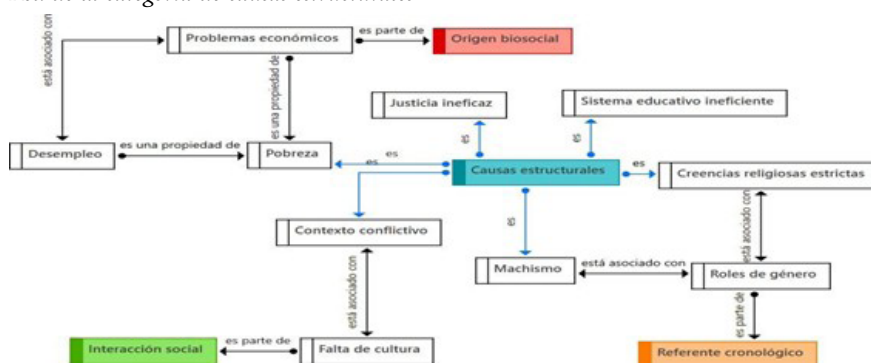 Problemas económicos
es parte de
Origen biosocial
está asociado con
es una propiedad de
Justicia ineficaz
Sistema educativo ineficiente
es
es
Desempleo
es una propiedad de
Pobreza
es
es
Causas estructurales
es
Creencias religiosas estrictas
es
está asociado con
Contexto conflictivo
Machismo
está asociado con
Roles de género
está asociado con
es parte de
Interacción social
es parte de
Falta de cultura
Referente cronológico